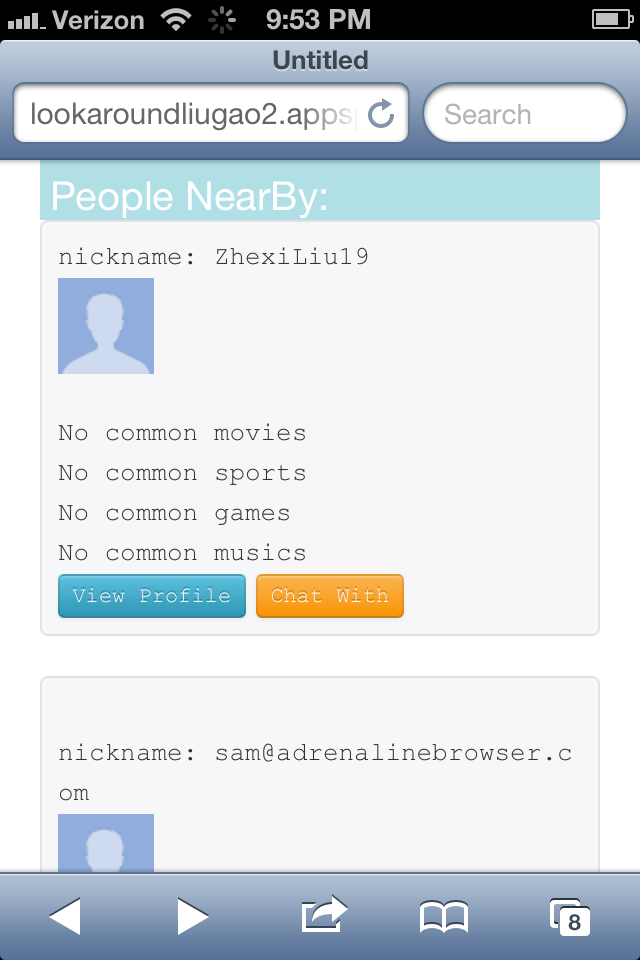 Verizon 9:53 PM
Untitled
lookaroundliugao2.apps Search
People NearBy:
nickname: ZhexiLiu19
No common movies
No common sports
No common games
No common musics
View Profile Chat With
nickname: sam@adrenalinebrowser.c
om
8